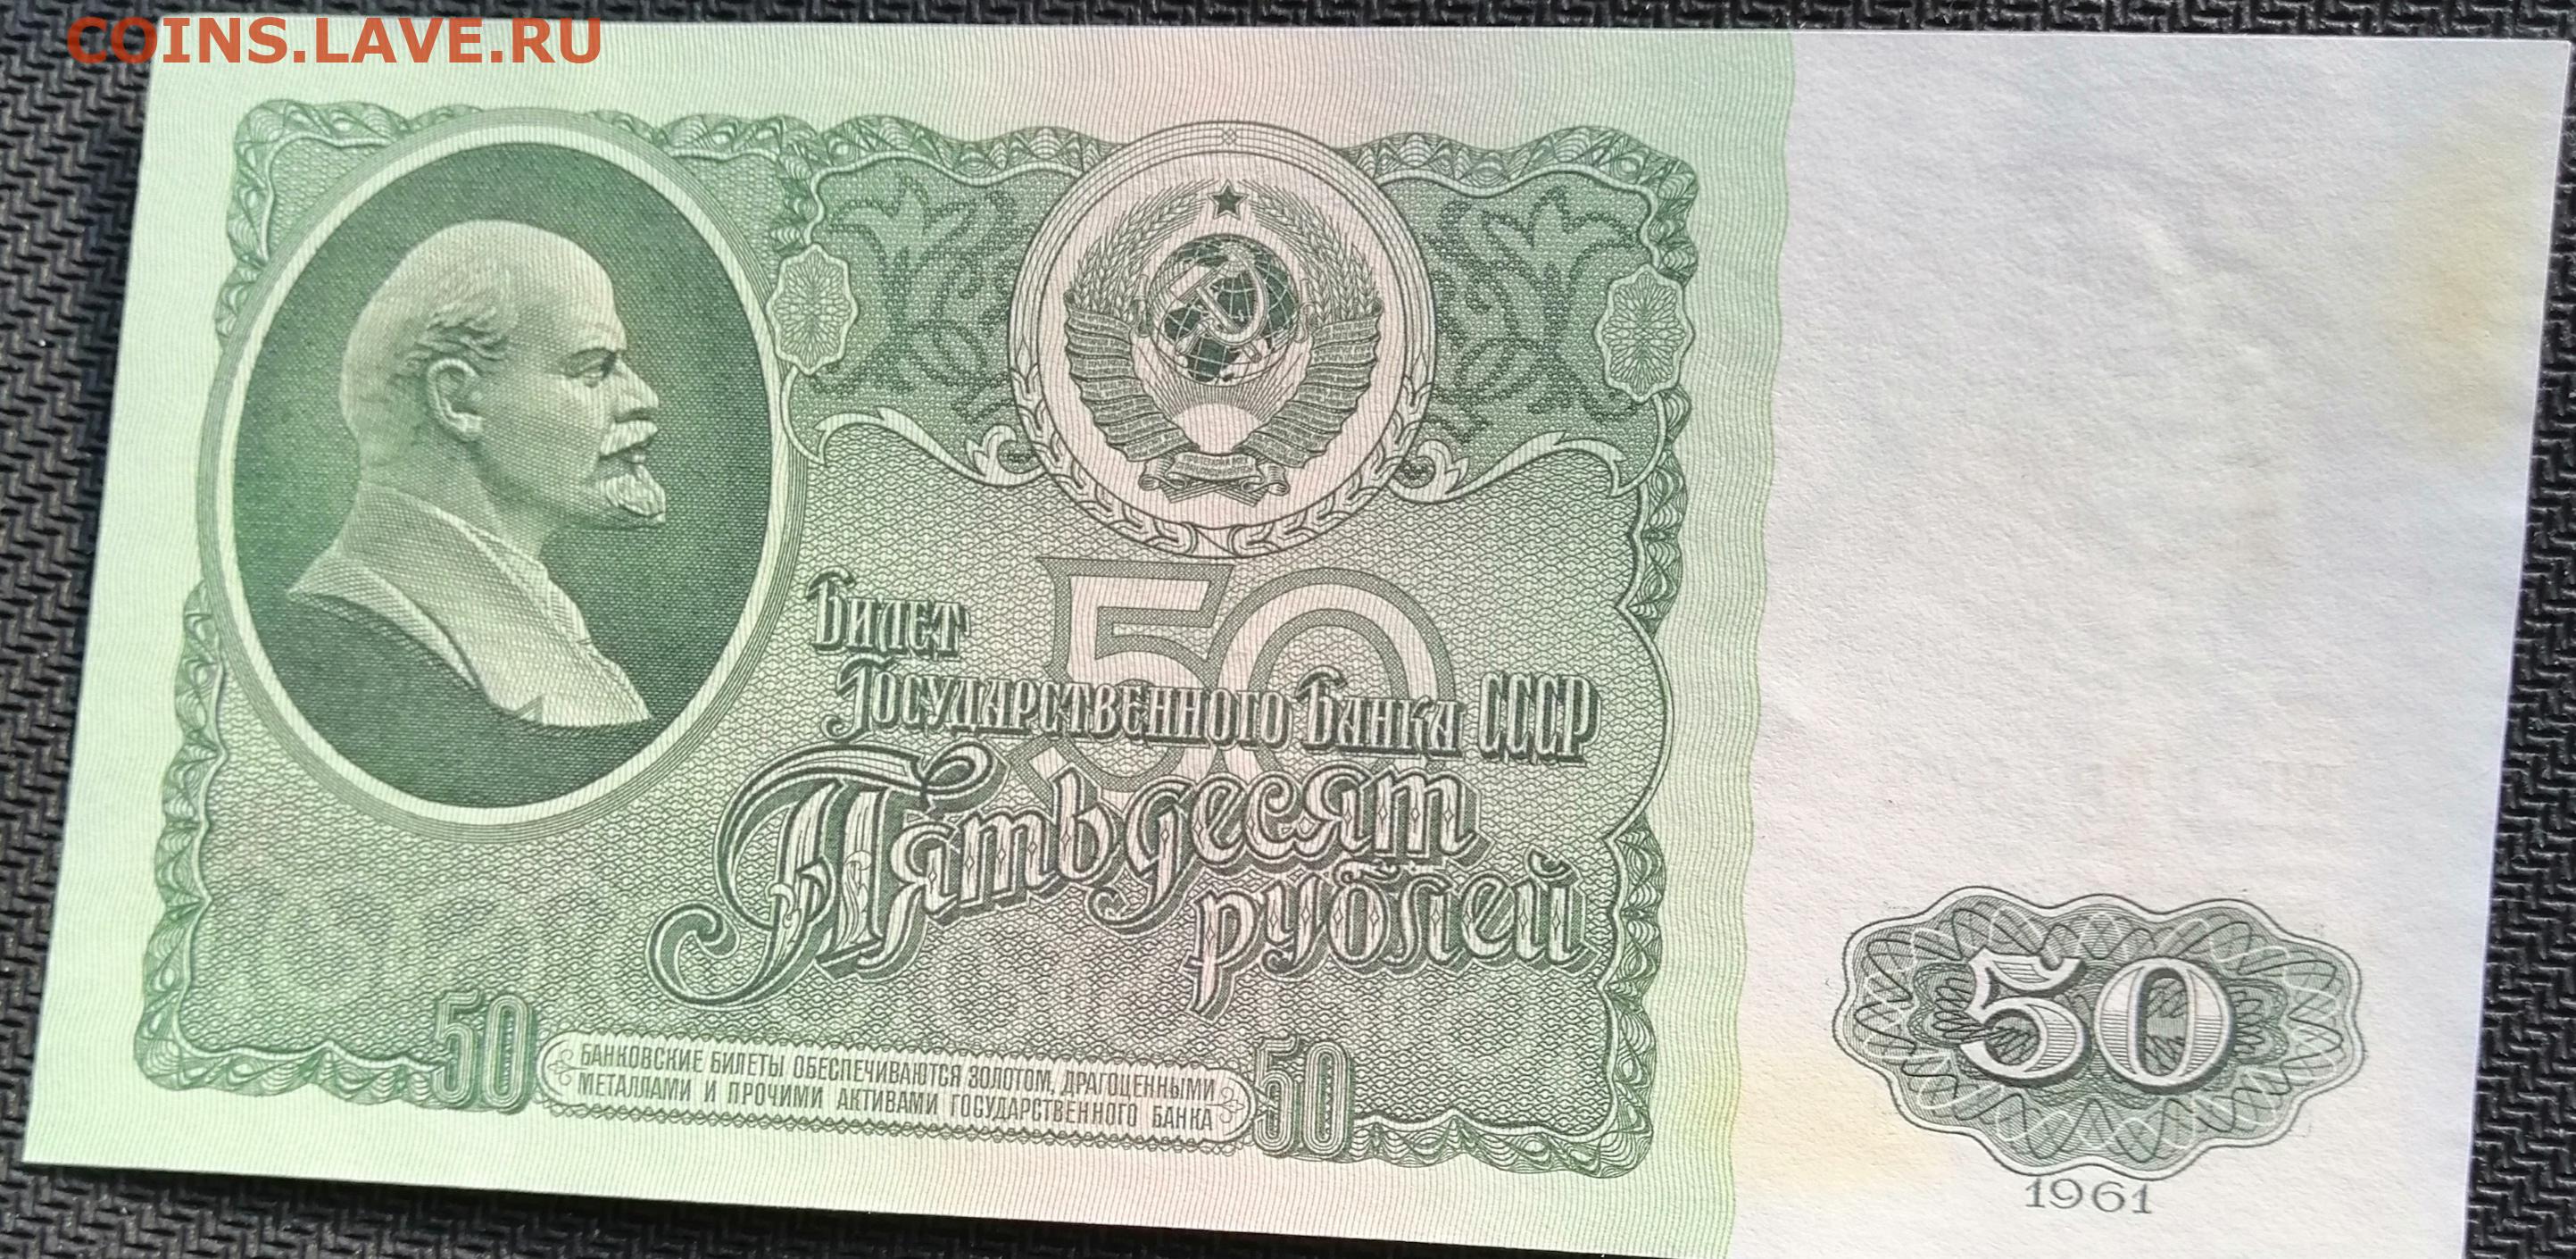 COINS.LAVE.RU
50
Билет
Государственного Банка СССР
Пятьдесят
рублей
50
БАНКОВСКИЕ БИЛЕТЫ ОБЕСПЕЧИВАЮТСЯ ЗОЛОТОМ, ДРАГОЦЕННЫМИ
МЕТАЛЛАМИ И ПРОЧИМИ АКТИВАМИ ГОСУДАРСТВЕННОГО БАНКА
50
50
1961